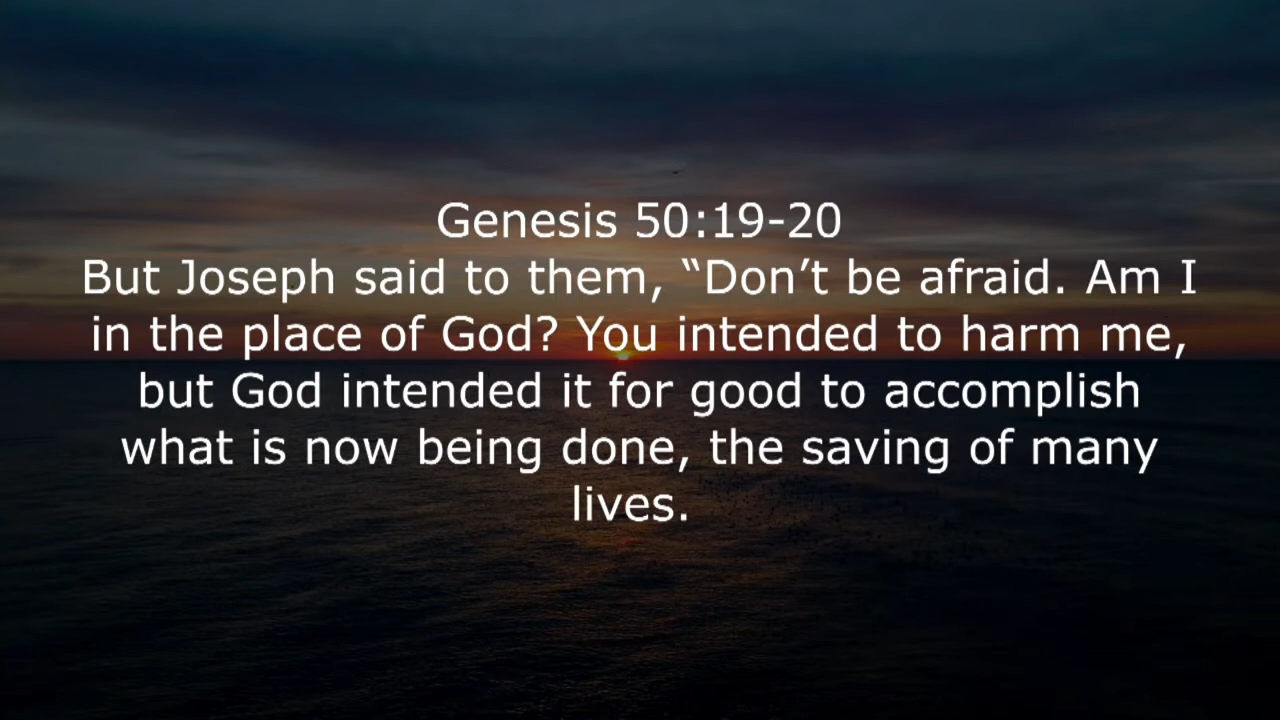 Genesis 50:19-20
But Joseph said to them, “Don’t be afraid. Am I
in the place of God? You intended to harm me,
but God intended it for good to accomplish
what is now being done, the saving of many
lives.